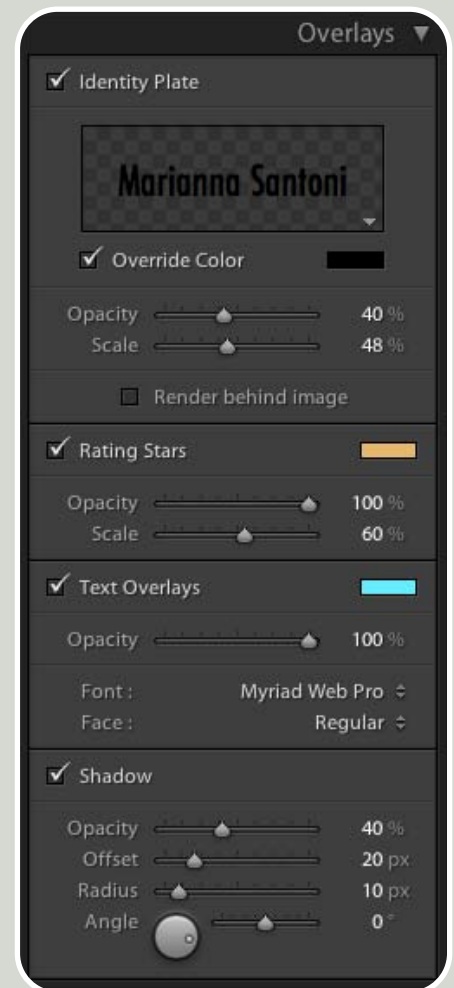 Overlays ▼
Identity Plate
Marianna Santoni
Override Color
Opacity 40 %
Scale 48 %
Render behind image
Rating Stars
Opacity 100 %
Scale 60 %
Text Overlays
Opacity 100 %
Font : Myriad Web Pro
Face : Regular
Shadow
Opacity 40 %
Offset 20 px
Radius 10 px
Angle 0 °